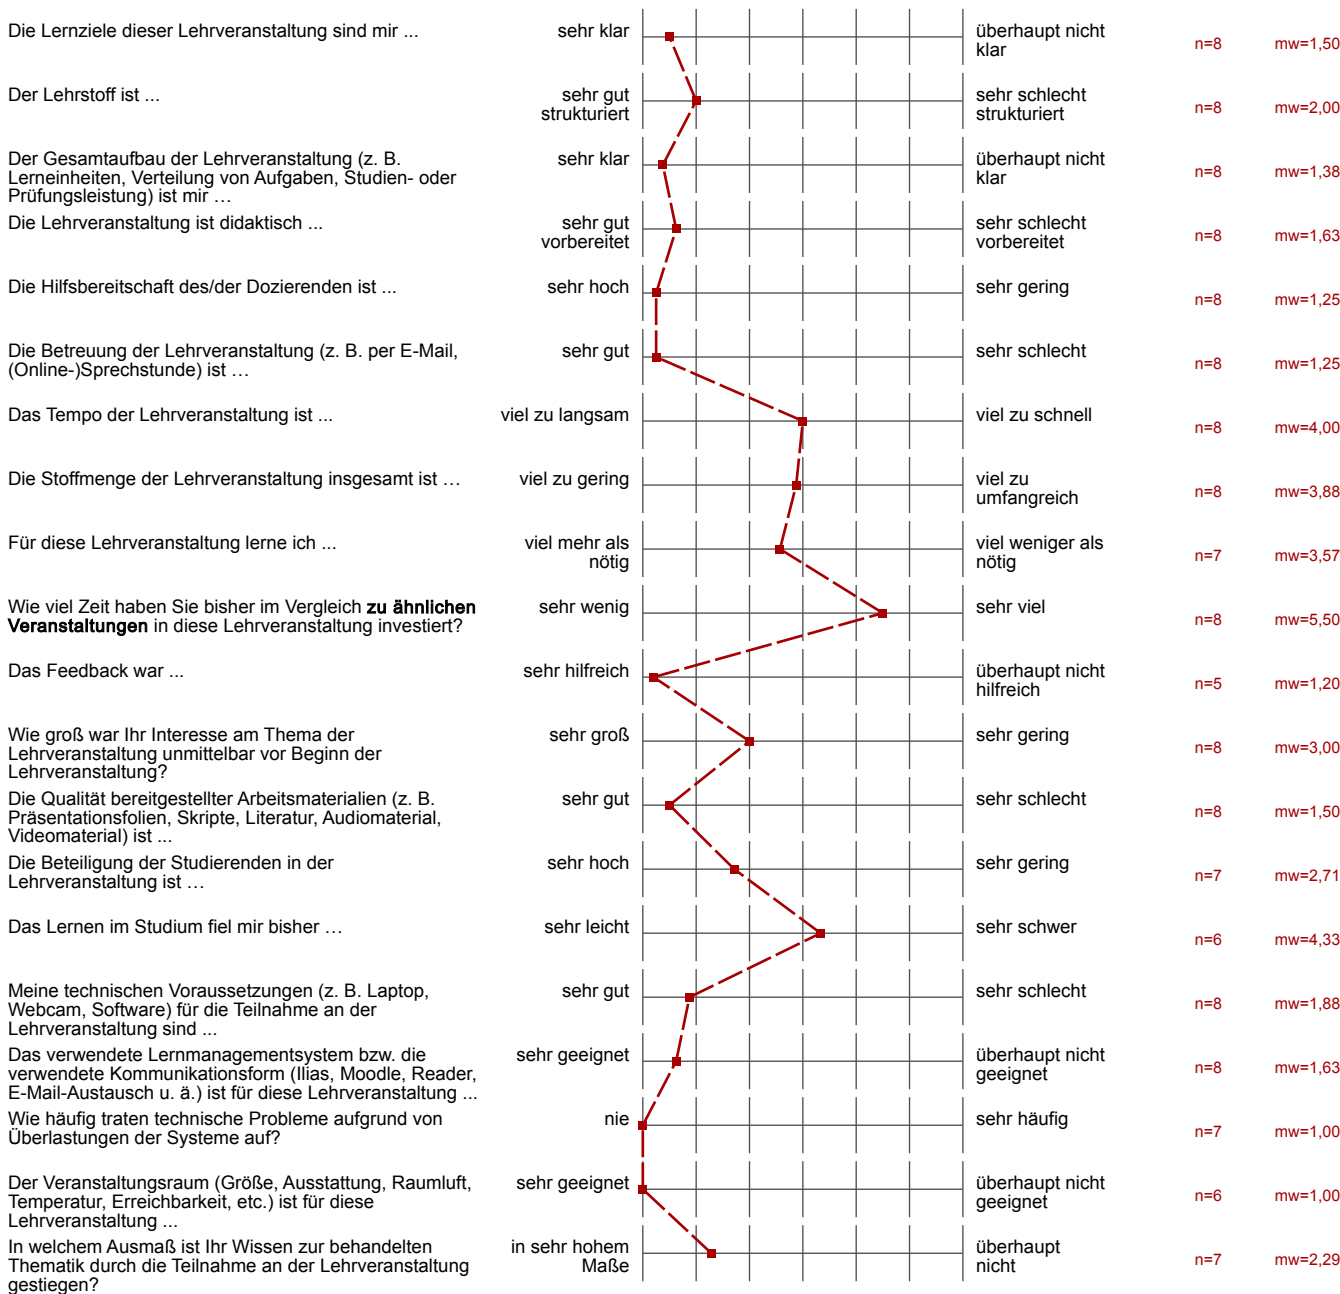 Die Lernziele dieser Lehrveranstaltung sind mir ...
sehr klar
überhaupt nicht
klar
n=8
mw=1,50
Der Lehrstoff ist ...
sehr gut
strukturiert
sehr schlecht
strukturiert
n=8
mw=2,00
Der Gesamtaufbau der Lehrveranstaltung (z. B.
Lerneinheiten, Verteilung von Aufgaben, Studien- oder
Prüfungsleistung) ist mir …
sehr klar
überhaupt nicht
klar
n=8
mw=1,38
Die Lehrveranstaltung ist didaktisch ...
sehr gut
vorbereitet
sehr schlecht
vorbereitet
n=8
mw=1,63
Die Hilfsbereitschaft des/der Dozierenden ist ...
sehr hoch
sehr gering
n=8
mw=1,25
Die Betreuung der Lehrveranstaltung (z. B. per E-Mail,
(Online-)Sprechstunde) ist …
sehr gut
sehr schlecht
n=8
mw=1,25
Das Tempo der Lehrveranstaltung ist ...
viel zu langsam
viel zu schnell
n=8
mw=4,00
Die Stoffmenge der Lehrveranstaltung insgesamt ist …
viel zu gering
viel zu
umfangreich
n=8
mw=3,88
Für diese Lehrveranstaltung lerne ich ...
viel mehr als
nötig
viel weniger als
nötig
n=7
mw=3,57
Wie viel Zeit haben Sie bisher im Vergleich zu ähnlichen
Veranstaltungen in diese Lehrveranstaltung investiert?
sehr wenig
sehr viel
n=8
mw=5,50
Das Feedback war ...
sehr hilfreich
überhaupt nicht
hilfreich
n=5
mw=1,20
Wie groß war Ihr Interesse am Thema der
Lehrveranstaltung unmittelbar vor Beginn der
Lehrveranstaltung?
sehr groß
sehr gering
n=8
mw=3,00
Die Qualität bereitgestellter Arbeitsmaterialien (z. B.
Präsentationsfolien, Skripte, Literatur, Audiomaterial,
Videomaterial) ist ...
sehr gut
sehr schlecht
n=8
mw=1,50
Die Beteiligung der Studierenden in der
Lehrveranstaltung ist …
sehr hoch
sehr gering
n=7
mw=2,71
Das Lernen im Studium fiel mir bisher …
sehr leicht
sehr schwer
n=6
mw=4,33
Meine technischen Voraussetzungen (z. B. Laptop,
Webcam, Software) für die Teilnahme an der
Lehrveranstaltung sind ...
sehr gut
sehr schlecht
n=8
mw=1,88
Das verwendete Lernmanagementsystem bzw. die
verwendete Kommunikationsform (Ilias, Moodle, Reader,
E-Mail-Austausch u. ä.) ist für diese Lehrveranstaltung ...
sehr geeignet
überhaupt nicht
geeignet
n=8
mw=1,63
Wie häufig traten technische Probleme aufgrund von
Überlastungen der Systeme auf?
nie
sehr häufig
n=7
mw=1,00
Der Veranstaltungsraum (Größe, Ausstattung, Raumluft,
Temperatur, Erreichbarkeit, etc.) ist für diese
Lehrveranstaltung ...
sehr geeignet
überhaupt nicht
geeignet
n=6
mw=1,00
In welchem Ausmaß ist Ihr Wissen zur behandelten
Thematik durch die Teilnahme an der Lehrveranstaltung
gestiegen?
in sehr hohem
Maße
überhaupt
nicht
n=7
mw=2,29